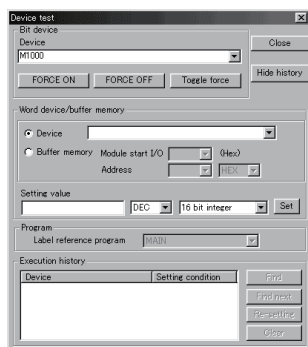 Device test
Bit device
Device
Close
M1000
FORCE ON FORCE OFF Toggle force
Hide history
Word device/buffer memory
Device
Buffer memory Module start I/O (Hex)
Address HEX
Setting value
DEC 16 bit integer Set
Program
Label reference program MAIN
Execution history
Device Setting condition
Find
Find next
Re-setting
Clear